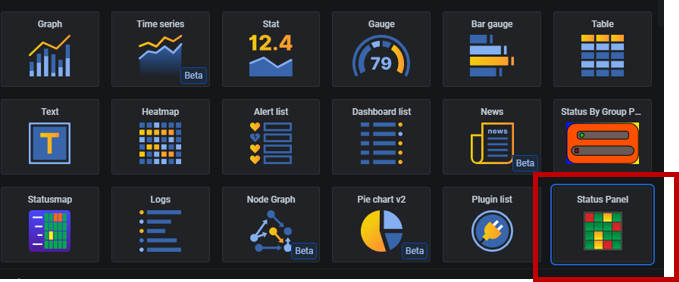 Graph
Time series
Stat
Gauge
Bar gauge
Table
Beta
12.4
79
Text
Heatmap
Alert list
Dashboard list
News
Status By Group P...
T
news
Beta
Statusmap
Logs
Node Graph
Pie chart v2
Plugin list
Status Panel
Beta
Beta